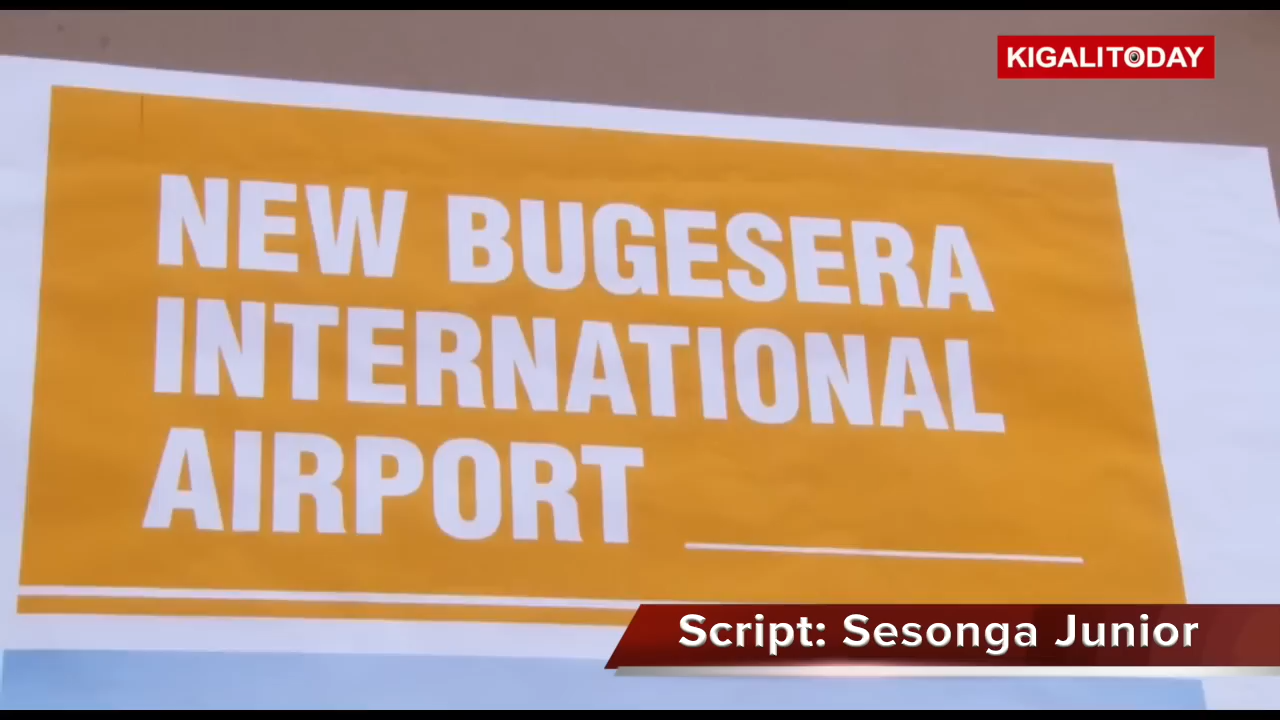 KIGALITODAY
NEW BUGESERA
INTERNATIONAL
AIRPORT
Script: Sesonga Junior